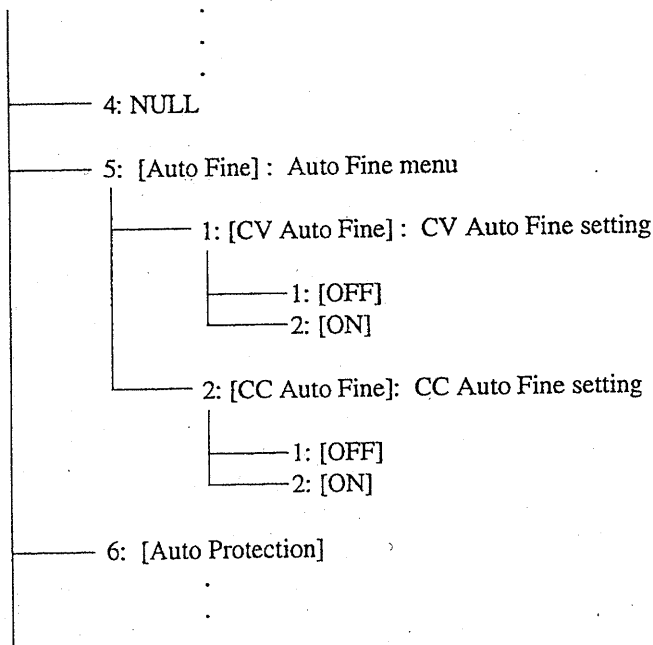 4: NULL
5: [Auto Fine] : Auto Fine menu
1: [CV Auto Fine] : CV Auto Fine setting
1: [OFF]
2: [ON]
2: [CC Auto Fine]: CC Auto Fine setting
1: [OFF]
2: [ON]
6: [Auto Protection]